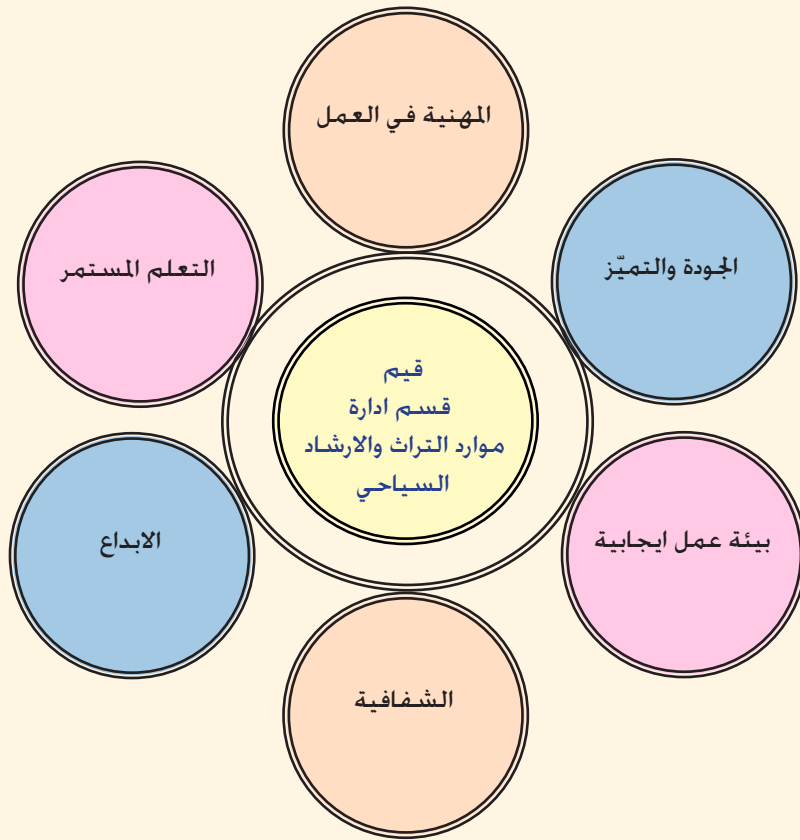 المهنية في العمل
الجودة والتميّز
التعلم المستمر
قيم
قسم ادارة
موارد التراث والارشاد
السياحي
بيئة عمل ايجابية
الابداع
الشفافية